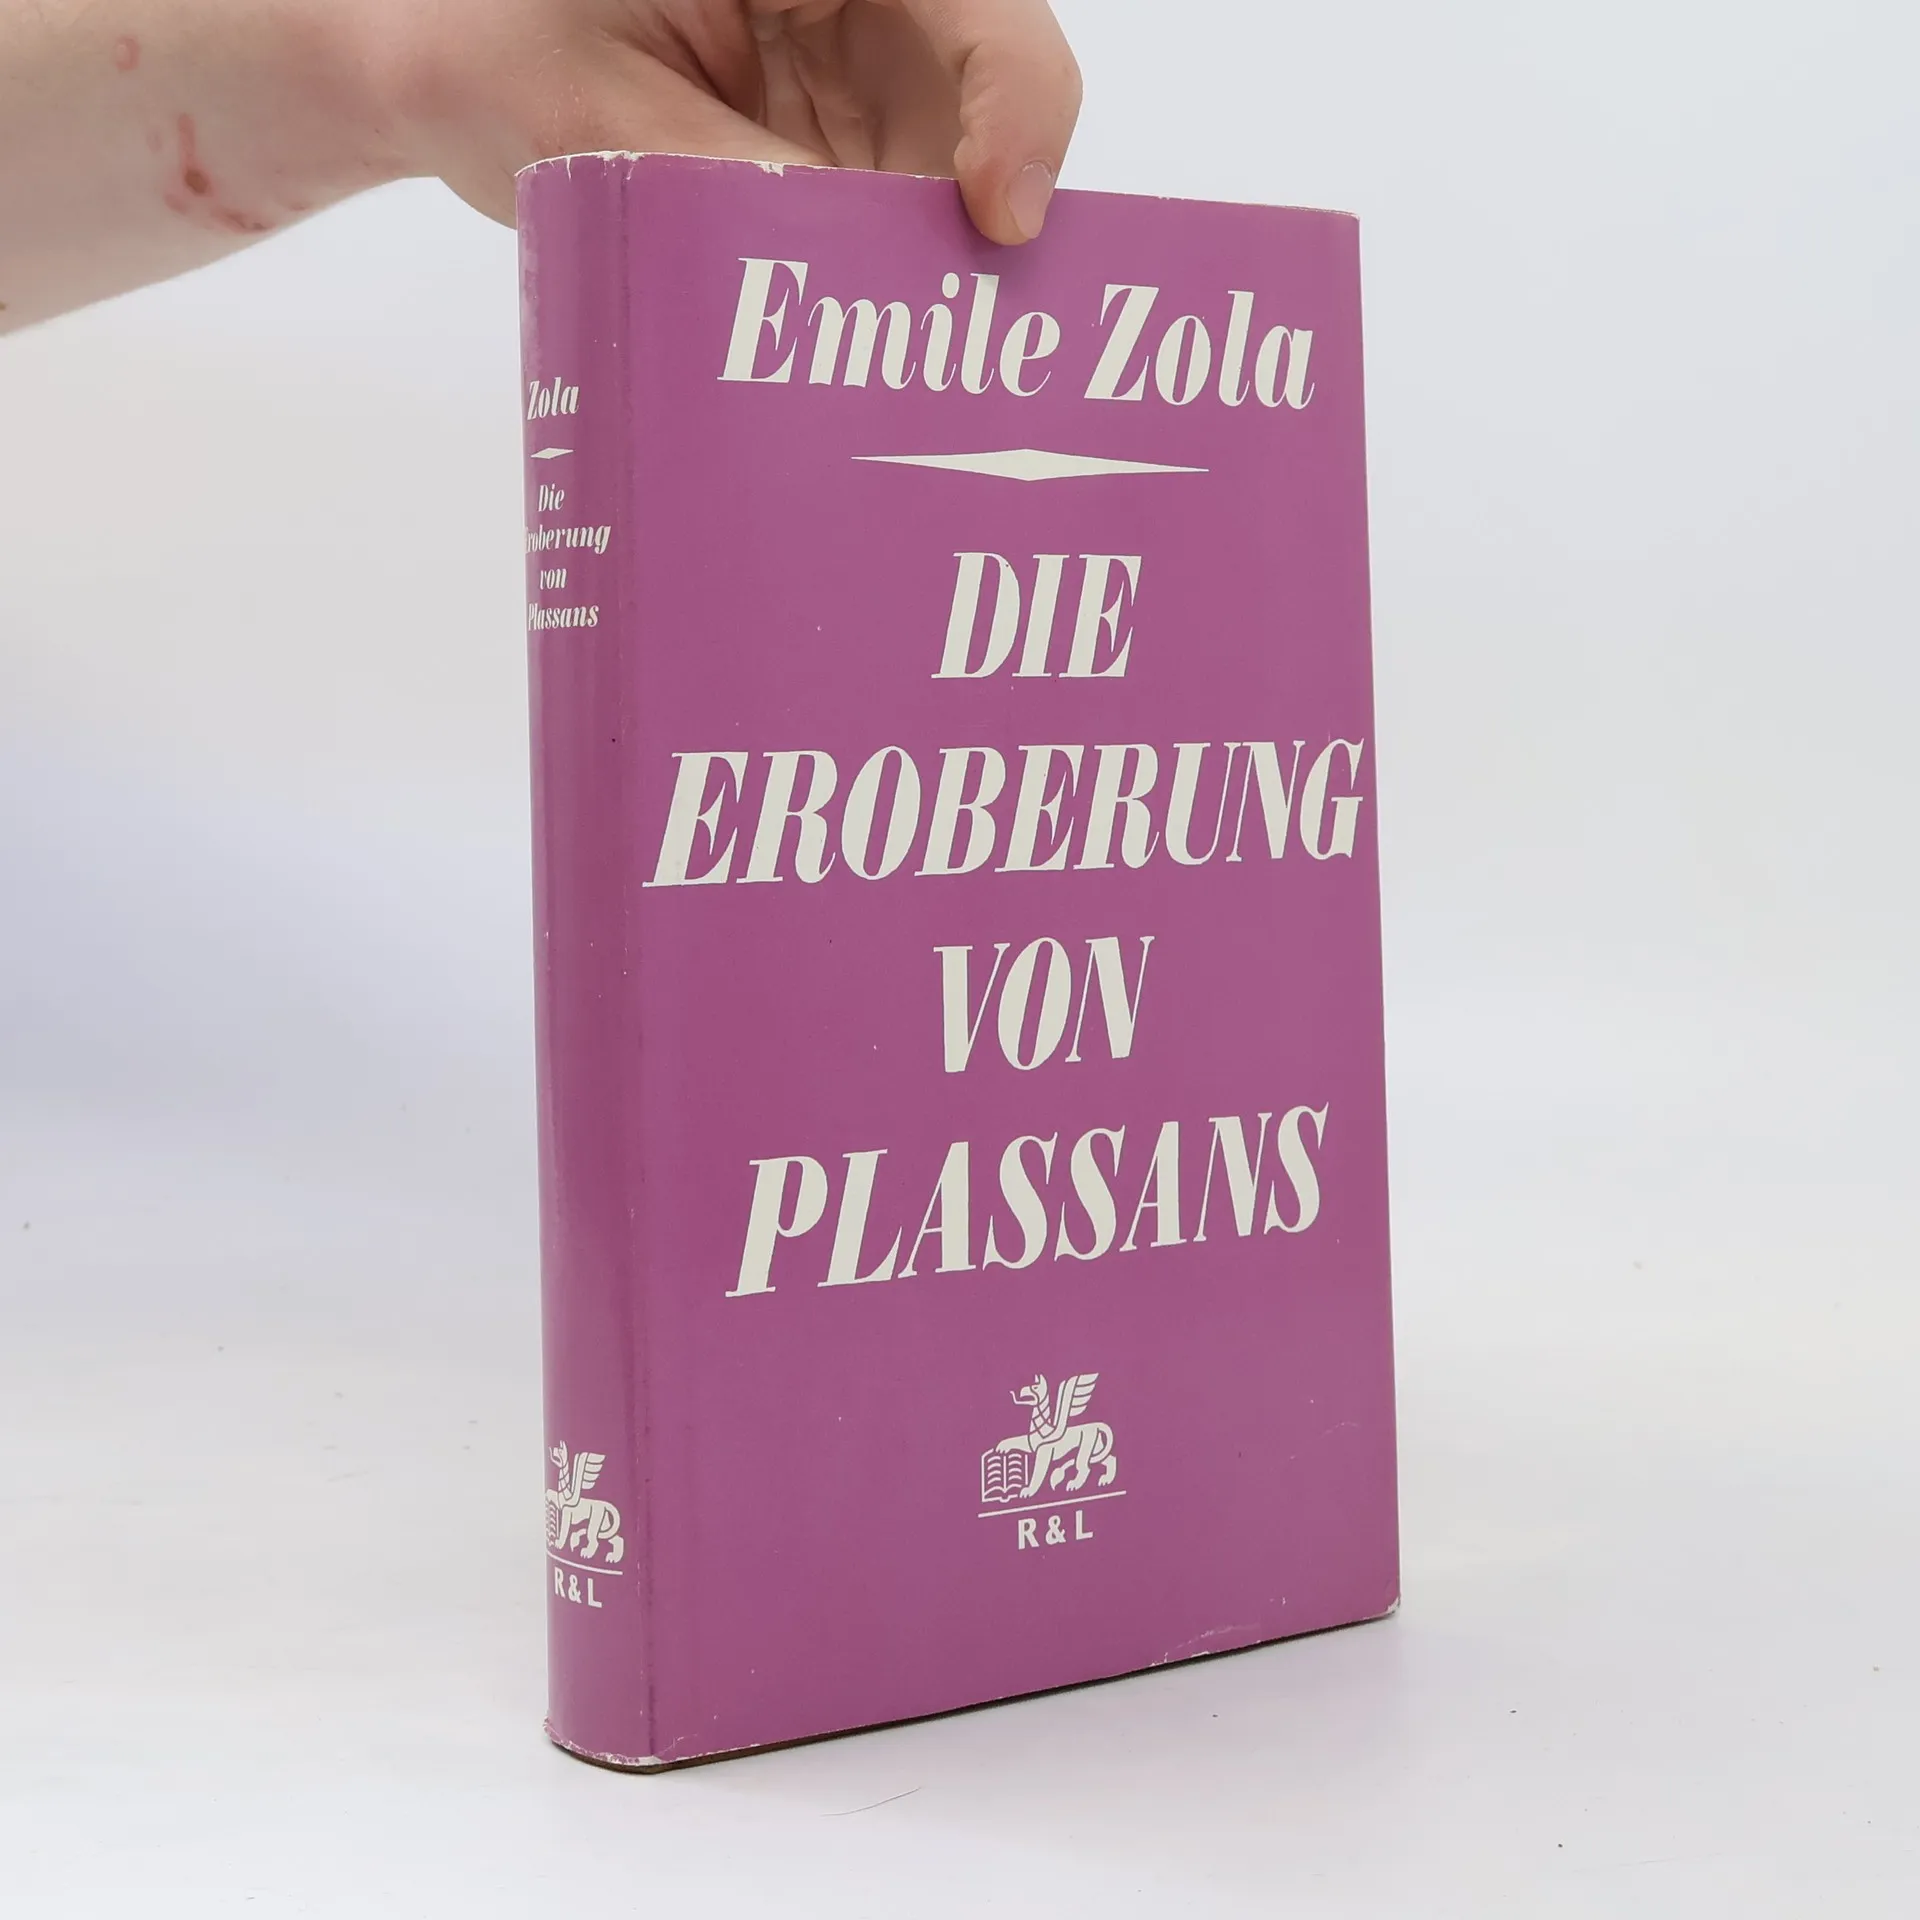 Emile Zola
DIE
EROBERUNG
VON
PLASSANS
R & L
Zola
Die
Eroberung
von
Plassans
R & L